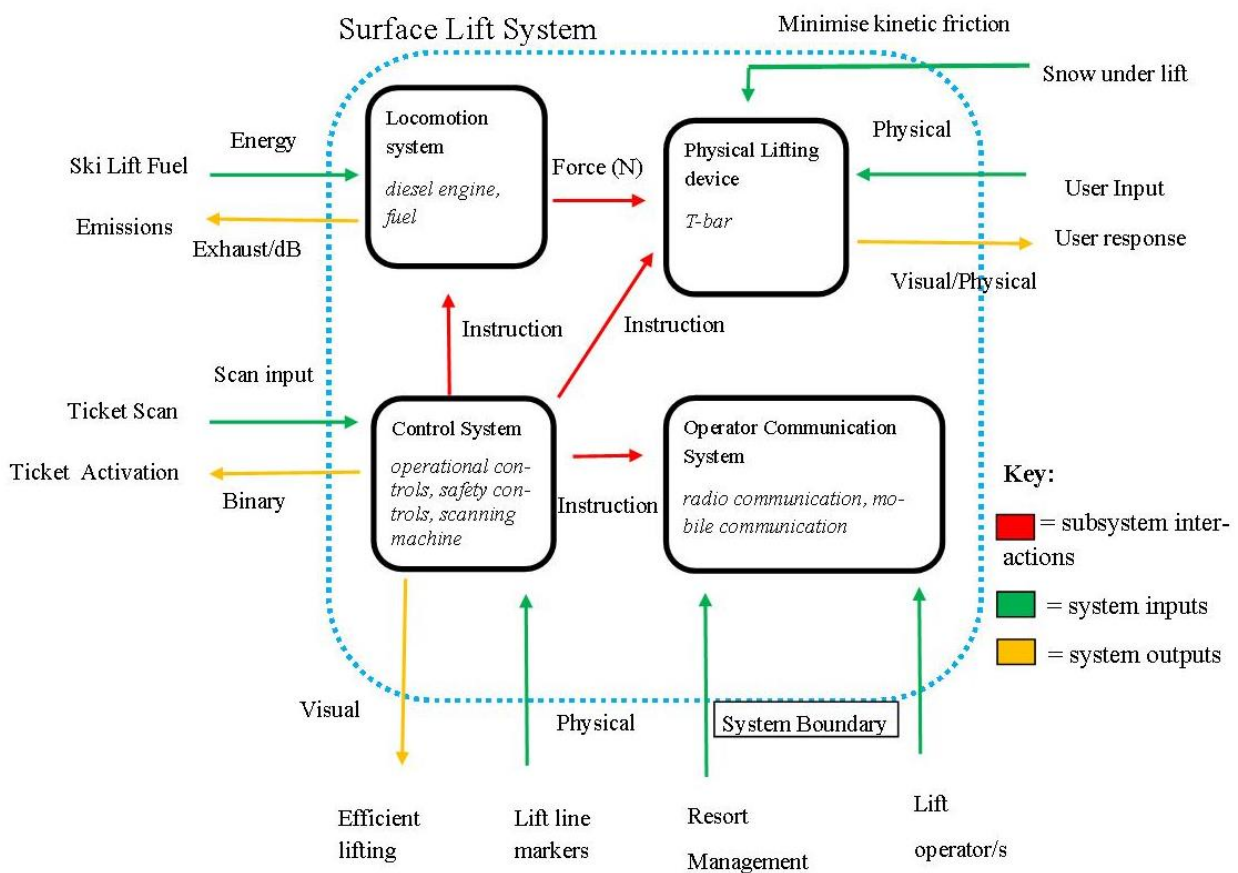 Surface Lift System
Minimise kinetic friction
Snow under lift
Locomotion
system
diesel engine,
fuel
Energy
Ski Lift Fuel
Emissions
Exhaust/dB
Force (N)
Physical Lifting
device
T-bar
Physical
User Input
User response
Visual/Physical
Instruction
Instruction
Scan input
Ticket Scan
Ticket  Activation
Binary
Control System
operational con-
trols, safety con-
trols, scanning
machine
Instruction
Operator Communication
System
radio communication, mo-
bile communication
Key:
= subsystem inter-
actions
= system inputs
= system outputs
Visual
Physical
System Boundary
Efficient
lifting
Lift line
markers
Resort
Management
Lift
operator/s